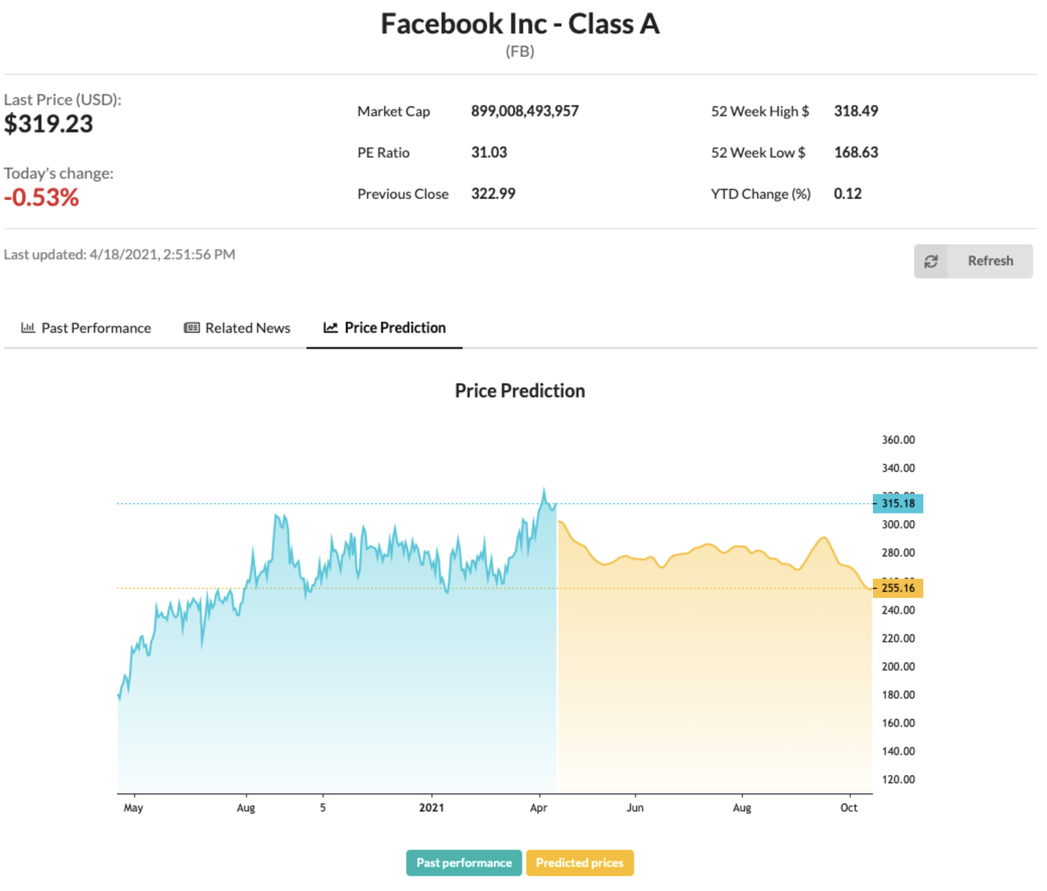 Facebook Inc - Class A
(FB)
Last Price (USD):
$319.23
Today's change:
-0.53%
Market Cap 899,008,493,957
PE Ratio 31.03
Previous Close 322.99
52 Week High $ 318.49
52 Week Low $ 168.63
YTD Change (%) 0.12
Last updated: 4/18/2021, 2:51:56 PM
Refresh
Past Performance Related News Price Prediction
Price Prediction
360.00
340.00
315.18
300.00
280.00
255.16
240.00
220.00
200.00
180.00
160.00
140.00
120.00
May Aug 5 2021 Apr Jun Aug Oct
Past performance Predicted prices